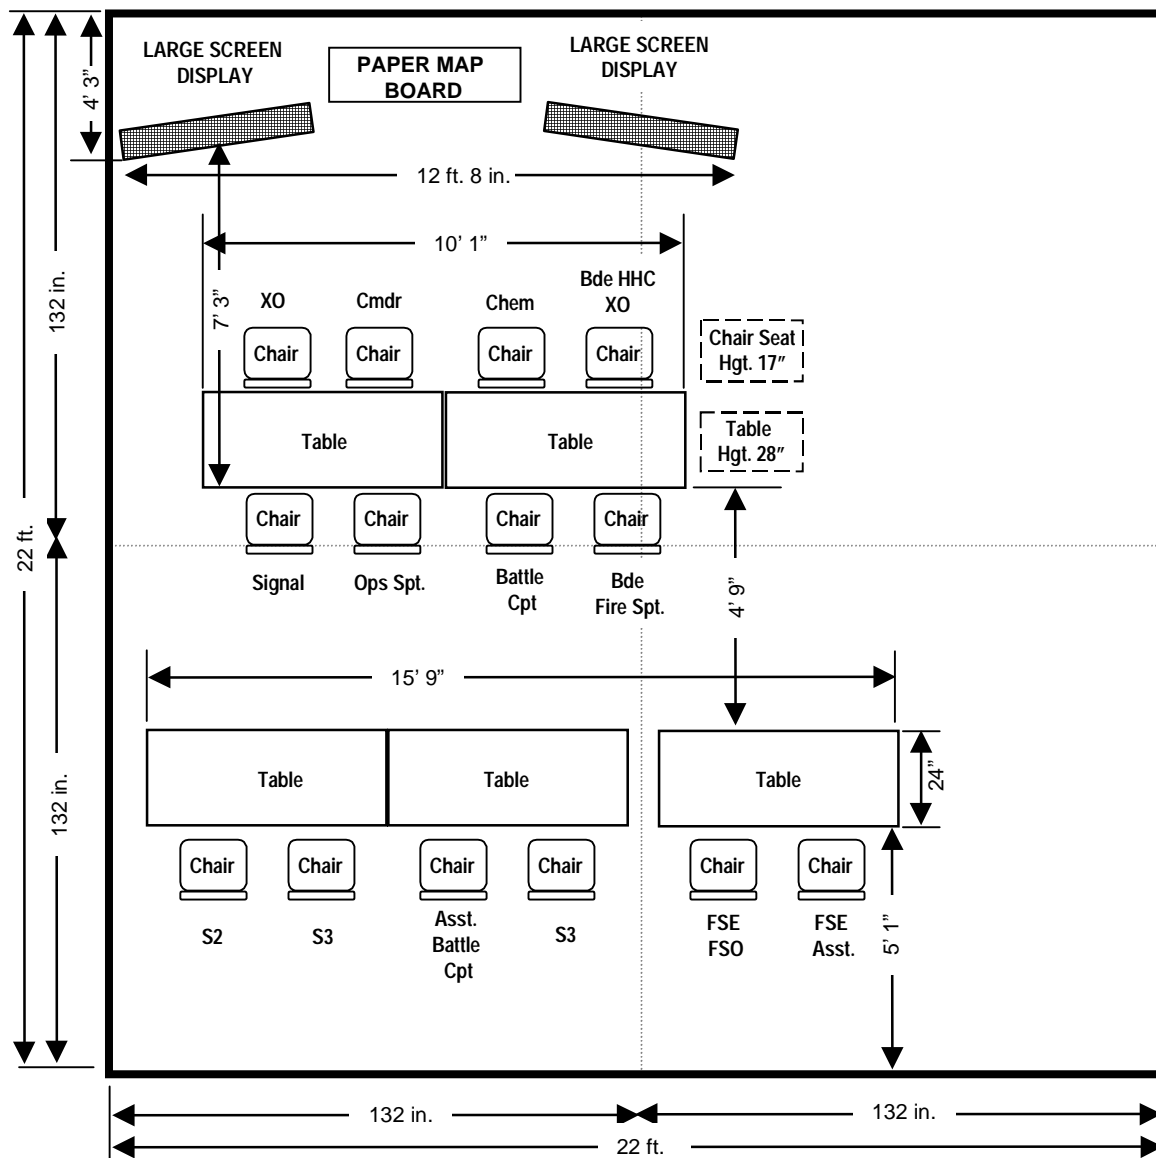 LARGE SCREEN
DISPLAY
PAPER MAP
BOARD
LARGE SCREEN
DISPLAY
4' 3"
12 ft. 8 in.
10' 1"
7' 3"
132 in.
22 ft.
XO
Cmdr
Chem
Bde HHC
XO
Chair
Chair
Chair
Chair
Chair Seat
Hgt. 17"
Table
Table
Table
Hgt. 28"
Chair
Chair
Chair
Chair
Signal
Ops Spt.
Battle
Cpt
Bde
Fire Spt.
4' 9"
15' 9"
132 in.
Table
Table
Table
24"
Chair
Chair
Chair
Chair
Chair
Chair
S2
S3
Asst.
Battle
Cpt
S3
FSE
FSO
FSE
Asst.
5' 1"
132 in.
132 in.
22 ft.